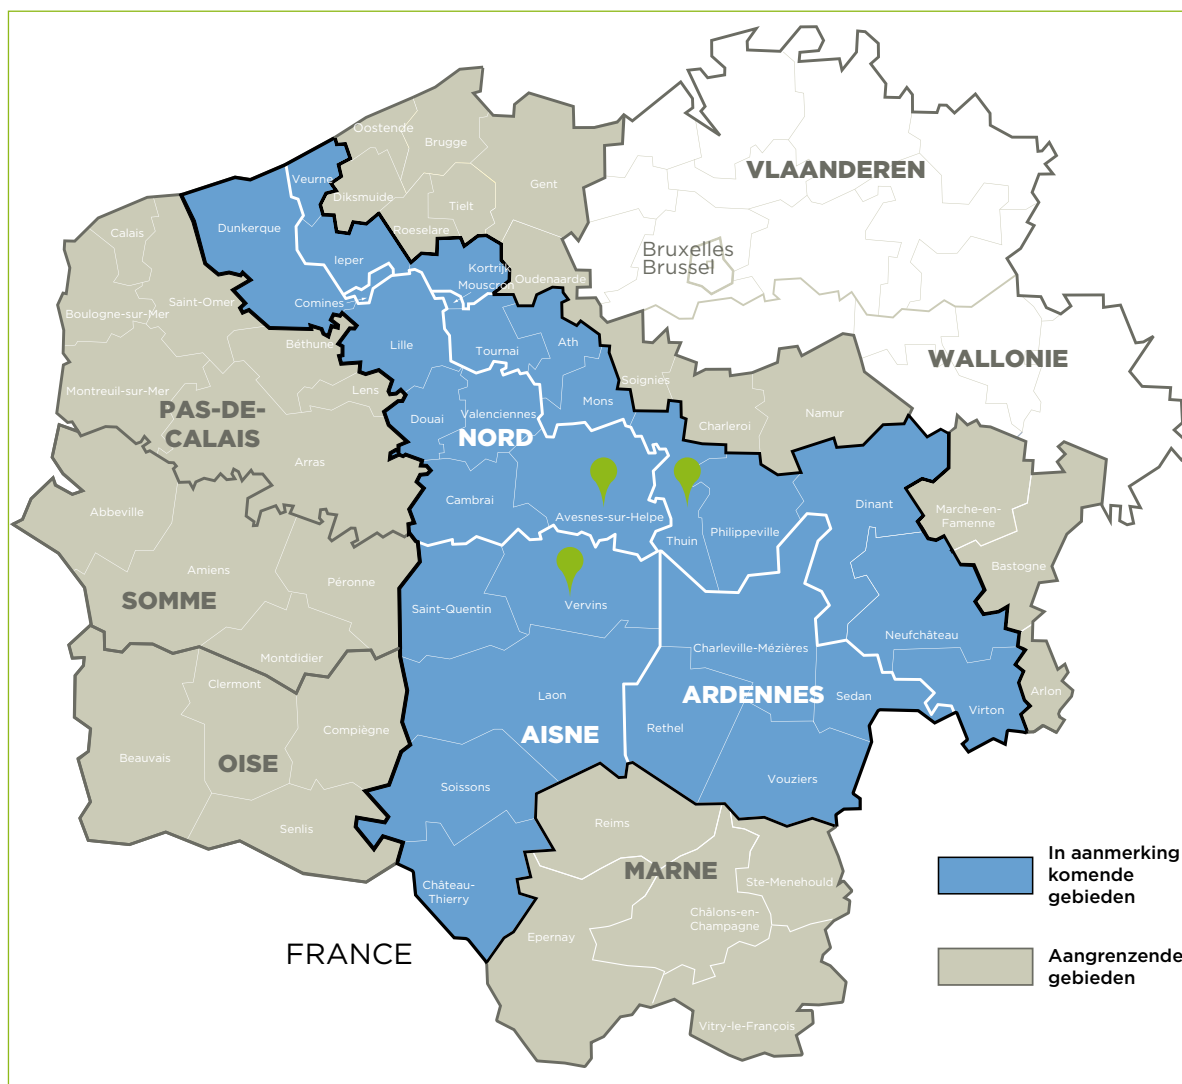 Oostende
Brugge
VLAANDEREN
Veurne
Gent
Diksmuide
Tielt
Dunkerque
Roeselare
Calais
Bruxelles
Brussel
Ieper
Kortrijk
Mouscron
Oudenaarde
Saint-Omer
Comines
Boulogne-sur-Mer
Béthune
Lille
Tournai
Ath
WALLONIE
Soignies
Montreuil-sur-Mer
Lens
Mons
PAS-DE-
CALAIS
Douai
Valenciennes
NORD
Charleroi
Namur
Arras
Cambrai
Abbeville
Avesnes-sur-Helpe
Thuin
Philippeville
Dinant
Marche-en-
Famenne
Bastogne
Amiens
Péronne
SOMME
Saint-Quentin
Vervins
Neufchâteau
Montdidier
Charleville-Mézières
Clermont
Laon
ARDENNES
Sedan
Arlon
Virton
Compiègne
AISNE
Rethel
Beauvais
OISE
Soissons
Vouziers
Senlis
Reims
MARNE
Château-
Thierry
Ste-Menehould
Châlons-en-
Champagne
Epernay
FRANCE
Vitry-le-François
In aanmerking
komende
gebieden
Aangrenzende
gebieden